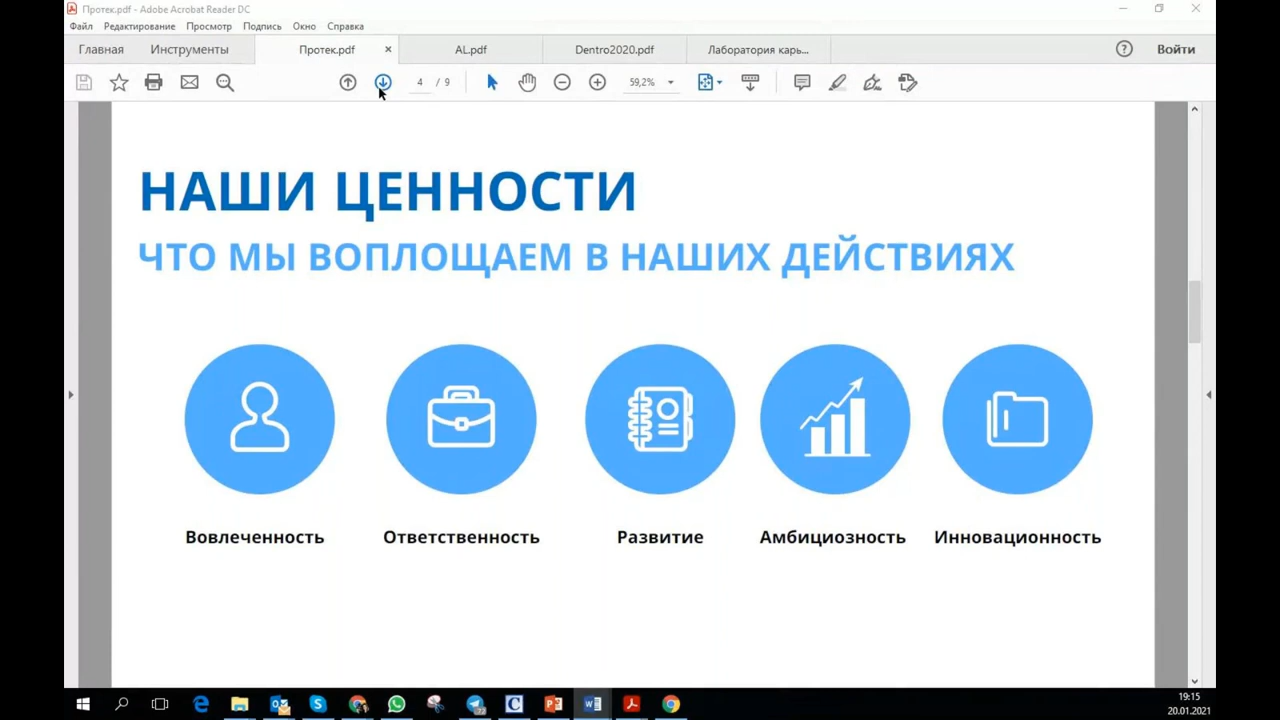 Протек.pdf - Adobe Acrobat Reader DC
Файл Редактирование Просмотр Подпись Окно Справка
Главная Инструменты Протек.pdf × AL.pdf Dentro2020.pdf Лаборатория карь... ? Войти
4 / 9 59,2%
НАШИ ЦЕННОСТИ
ЧТО МЫ ВОПЛОЩАЕМ В НАШИХ ДЕЙСТВИЯХ
Вовлеченность Ответственность Развитие Амбициозность Инновационность
19:15
20.01.2021